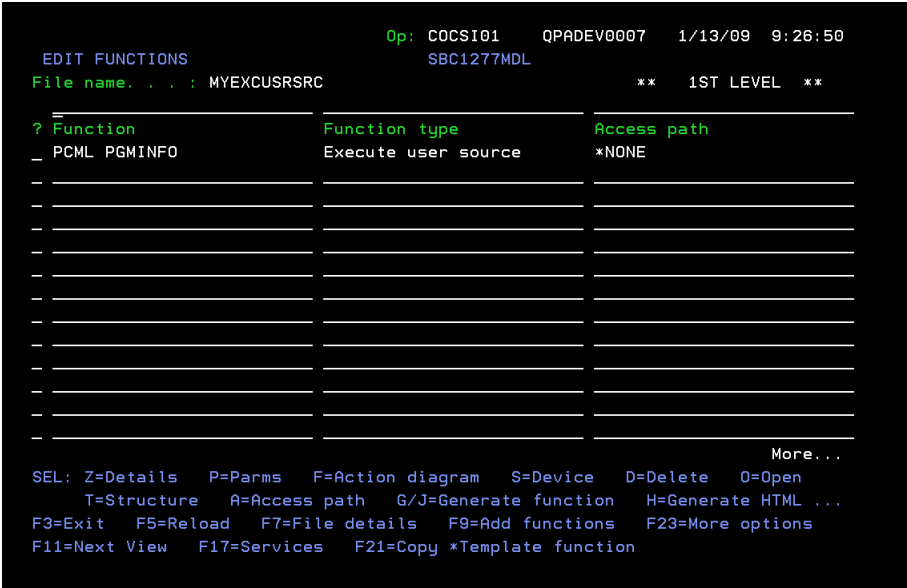 Op: COCSI01 QPADEV0007 1/13/09 9:26:50
EDIT FUNCTIONS SBC1277MDL
File name. . . : MYEXCUSRSRC ** 1ST LEVEL **
? Function Function type Access path
_ PCML PGMINFO Execute user source *NONE
More...
SEL: Z=Details P=Parms F=Action diagram S=Device D=Delete O=Open
T=Structure A=Access path G/J=Generate function H=Generate HTML ...
F3=Exit F5=Reload F7=File details F9=Add functions F23=More options
F11=Next View F17=Services F21=Copy *Template function